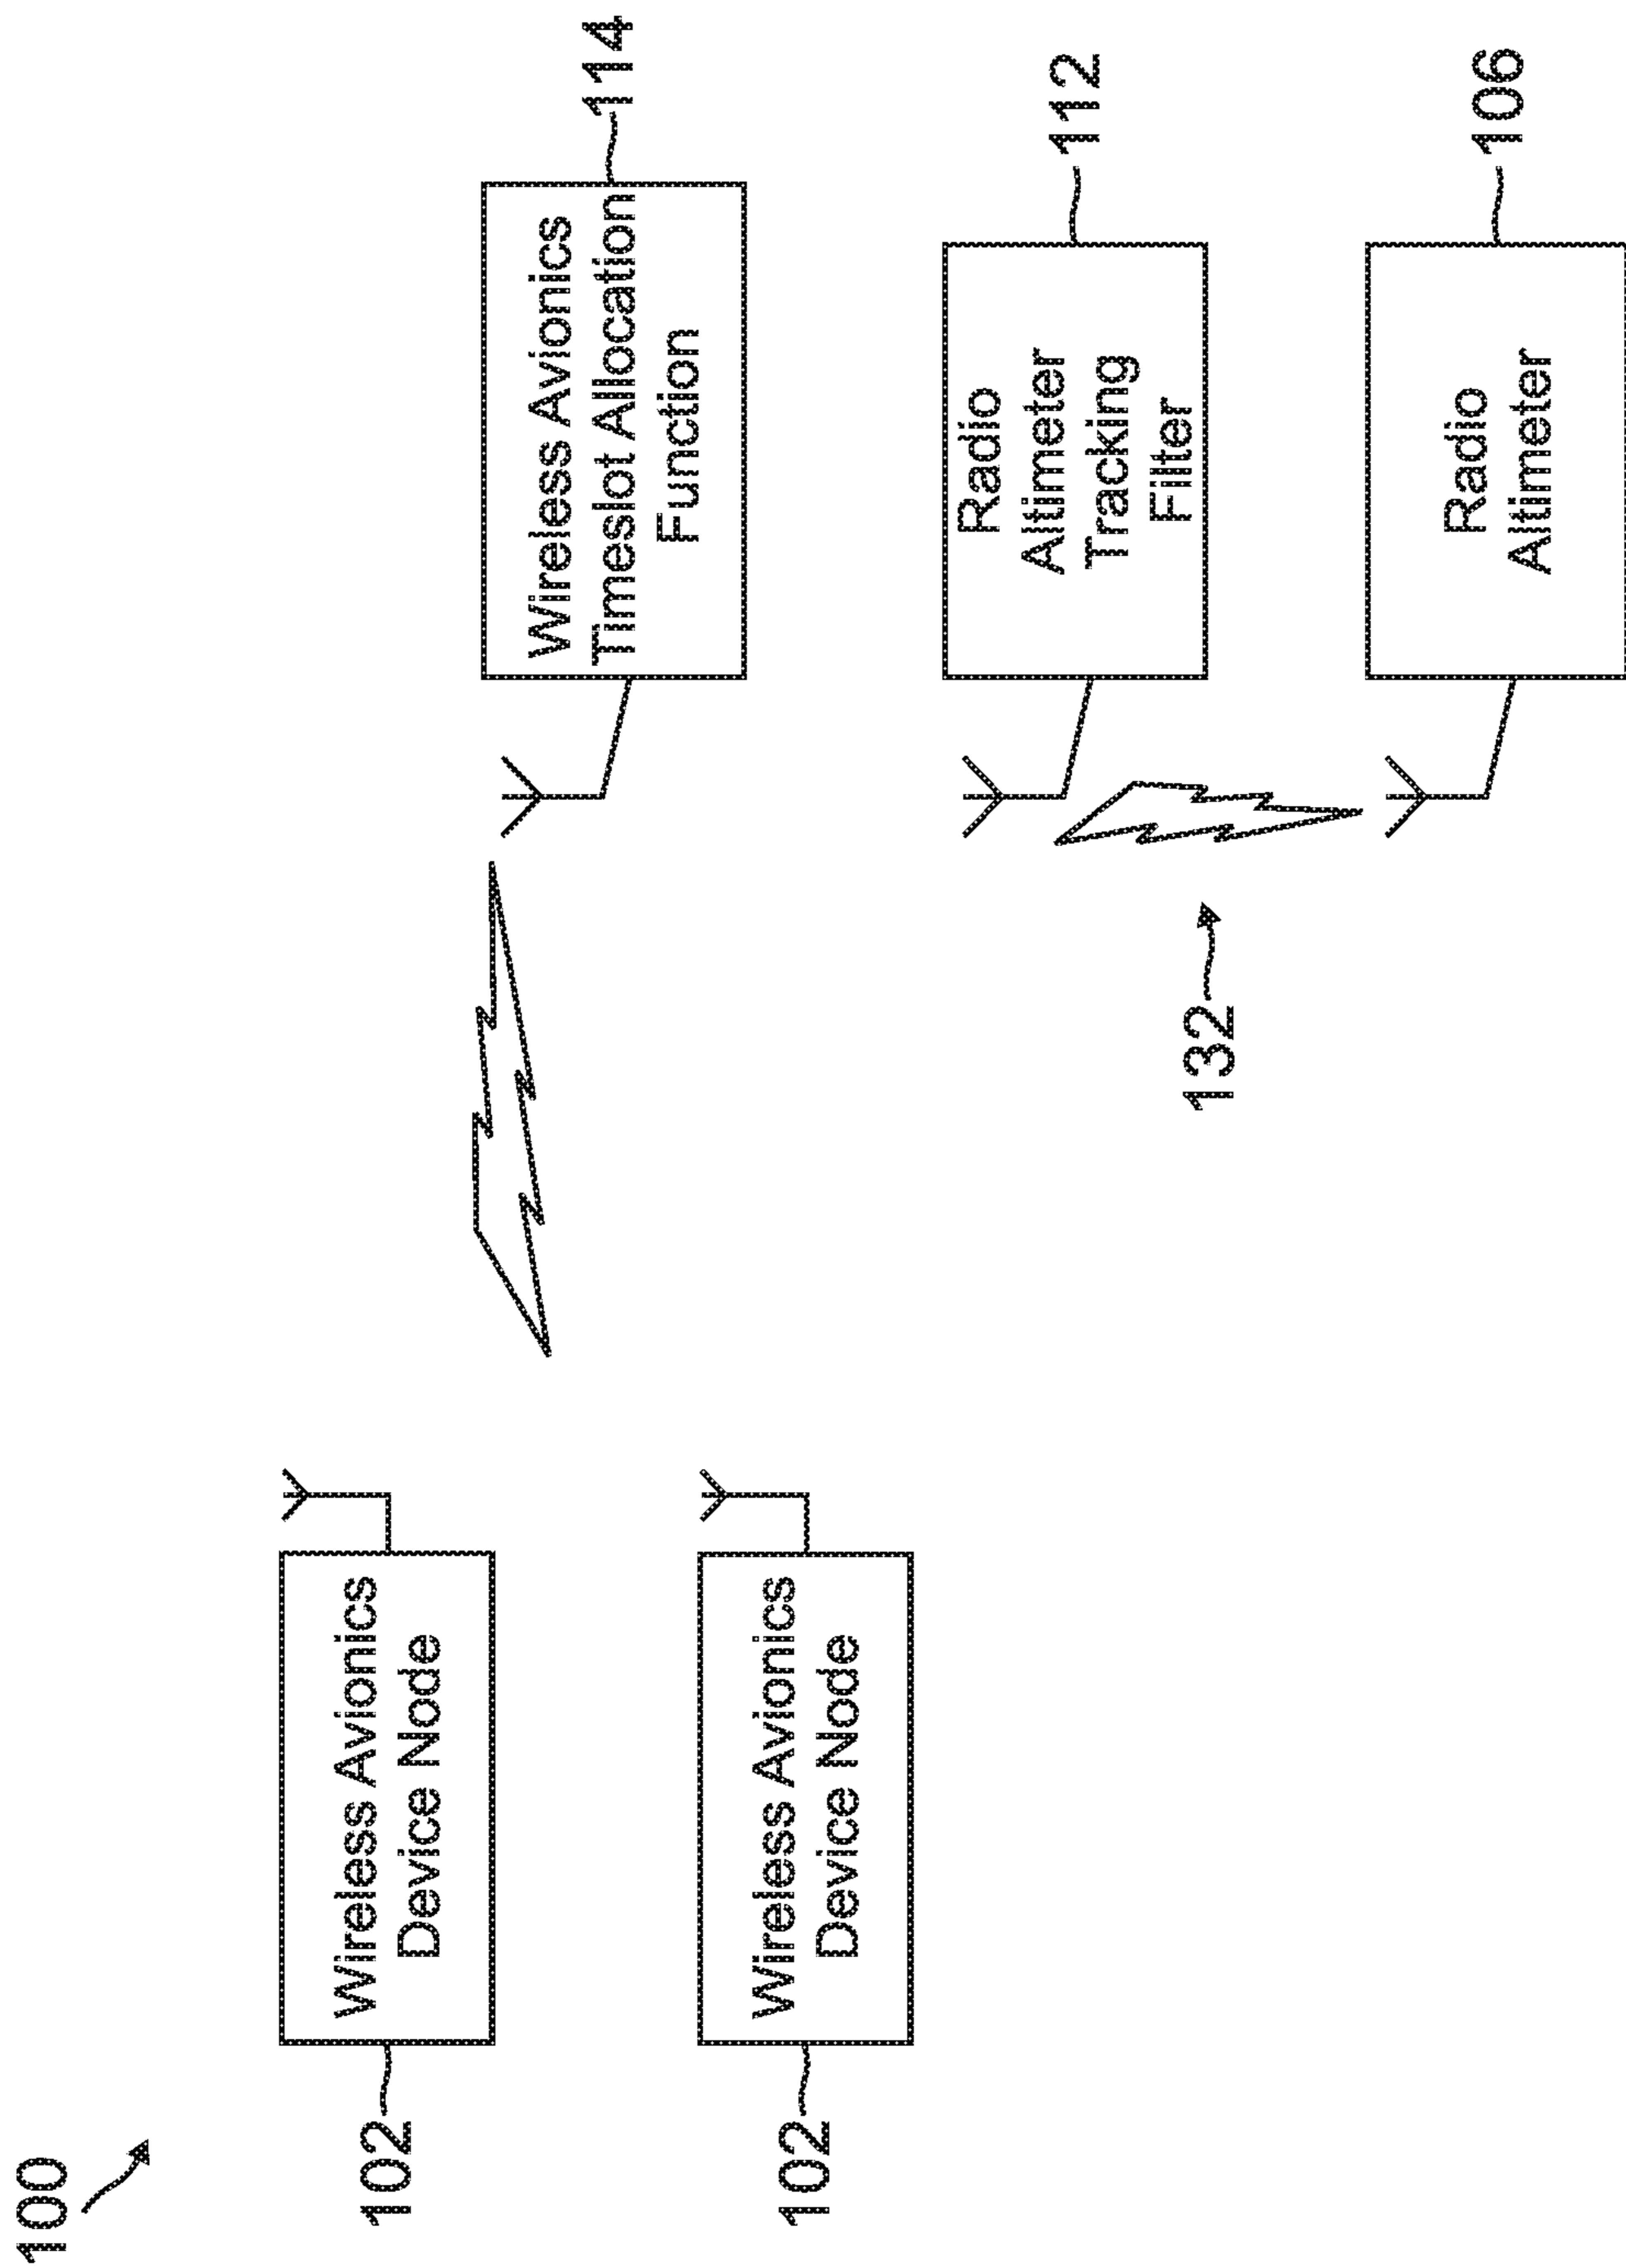 100
102
Wireless Avionics
Device Node
102
Wireless Avionics
Device Node
Wireless Avionics
Timeslot Allocation
Function
114
132
Radio
Altimeter
Tracking
Filter
112
Radio
Altimeter
106